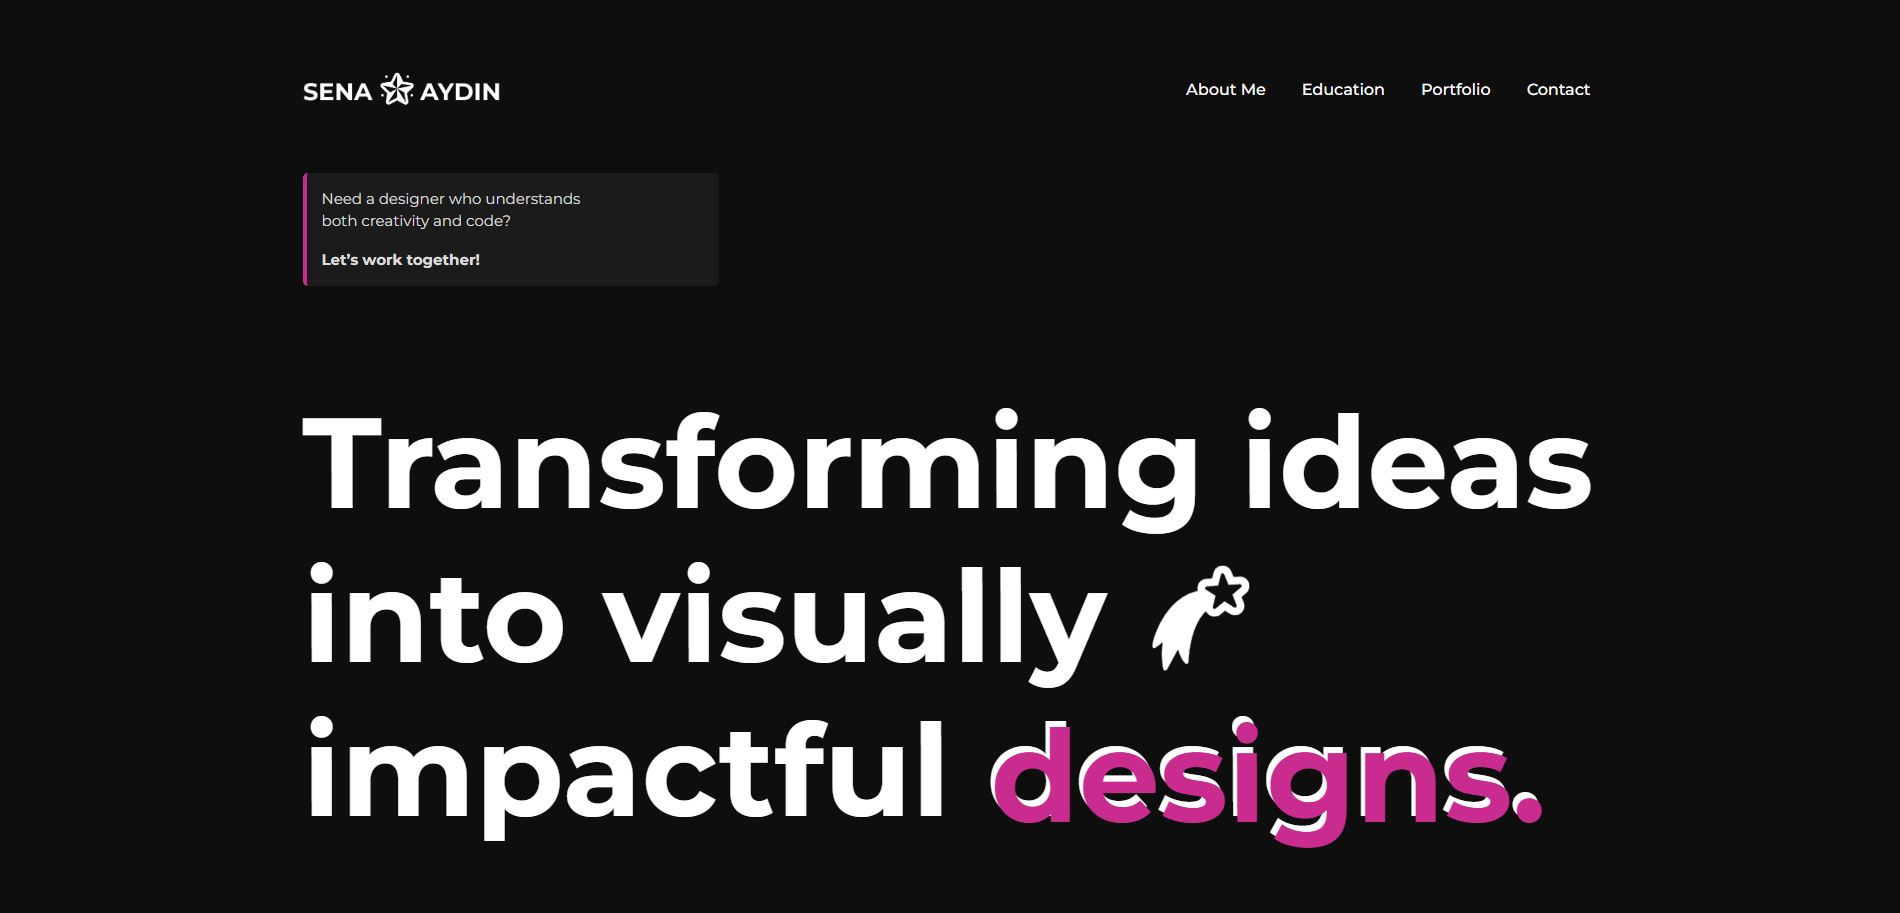 SENA AYDIN
About Me
Education
Portfolio
Contact
Need a designer who understands
both creativity and code?
Let’s work together!
Transforming ideas
into visually
impactful designs.